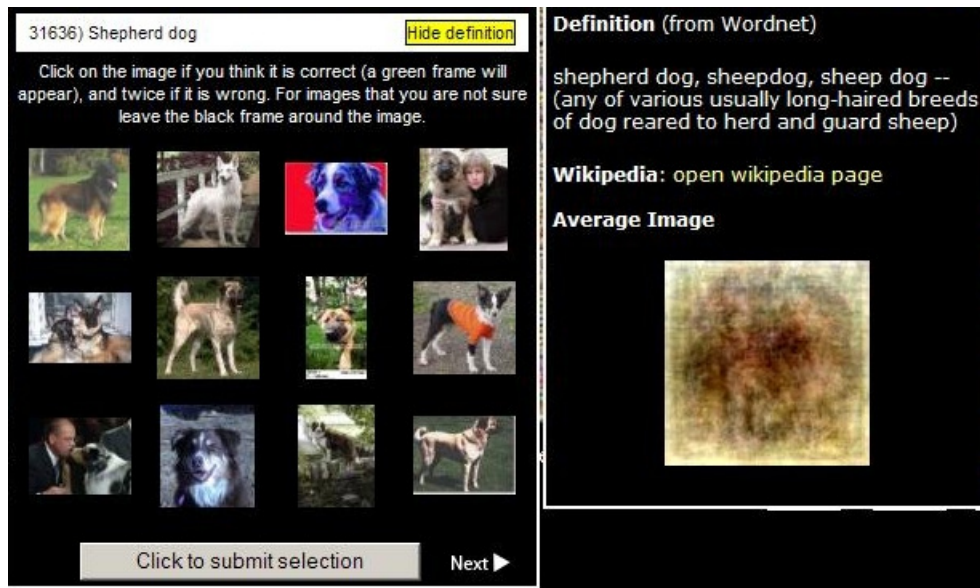 31636) Shepherd dog
Hide definition
Click on the image if you think it is correct (a green frame will
appear), and twice if it is wrong. For images that you are not sure
leave the black frame around the image.
Click to submit selection
Next
Definition (from Wordnet)
shepherd dog, sheepdog, sheep dog --
(any of various usually long-haired breeds
of dog reared to herd and guard sheep)
Wikipedia: open wikipedia page
Average Image